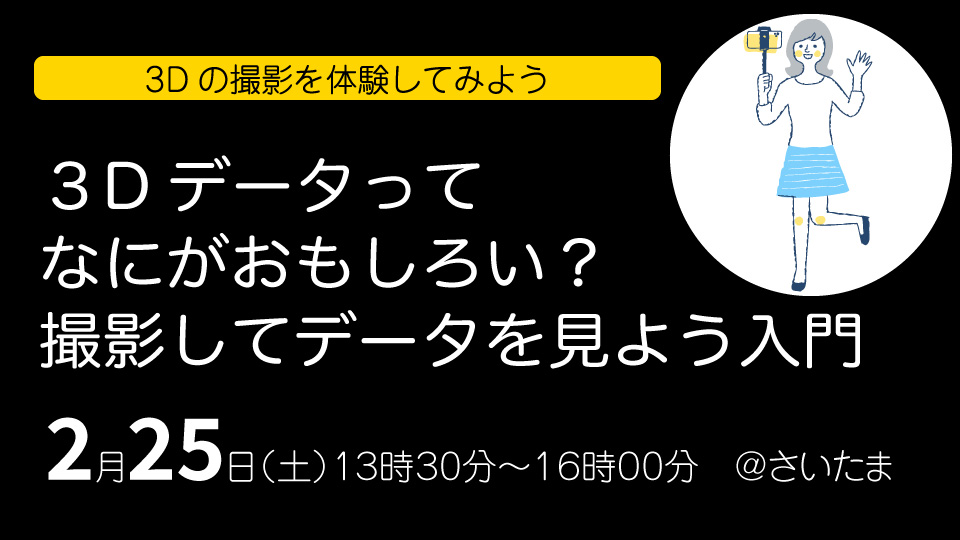 3Dの撮影を体験してみよう
３Dデータって
なにがおもしろい？
撮影してデータを見よう入門
2月25日（土）13時30分～16時00分　＠さいたま